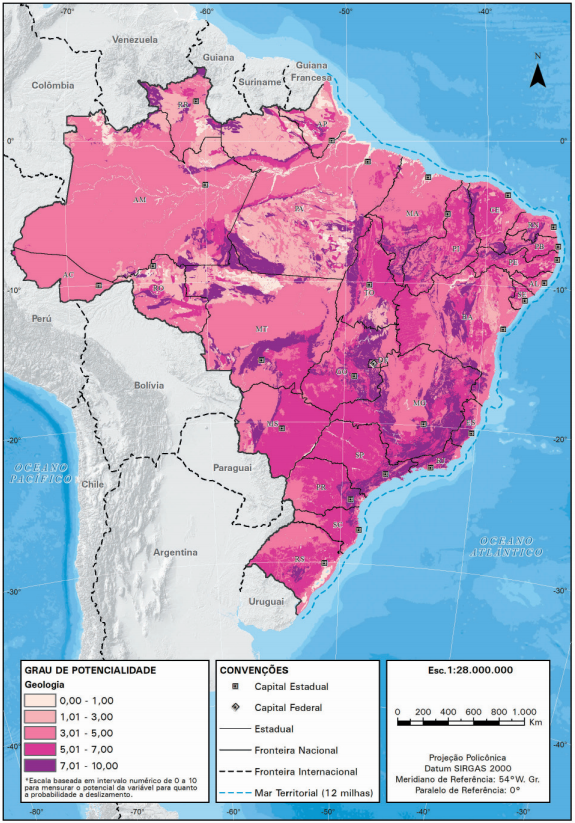 -70°
-60°
-50°
-40°
Venezuela
Guiana
Guiana
Francesa
Suriname
Colômbia
N
RR
AP
0°
0°
AM
PA
MA
CE
RN
PB
PI
PE
AL
AC
RO
TO
BA
-10°
-10°
Perú
MT
GO
DF
Bolívia
MG
ES
MS
-20°
-20°
SP
RJ
OCEANO
PACÍFICO
Paraguai
Chile
PR
SC
OCEANO
ATLÂNTICO
Argentina
RS
-30°
-30°
Uruguai
GRAU DE POTENCIALIDADE
Geologia
0,00 - 1,00
1,01 - 3,00
3,01 - 5,00
5,01 - 7,00
7,01 - 10,00
*Escala baseada em intervalo numérico de 0 a 10
para mensurar o potencial da variável para quanto
a probabilidade a deslizamento.
CONVENÇÕES
Capital Estadual
Capital Federal
Estadual
Fronteira Nacional
Fronteira Internacional
Mar Territorial (12 milhas)
Esc.1:28.000.000
0 200 400 600 800 1.000
Km
Projeção Policônica
Datum SIRGAS 2000
Meridiano de Referência: 54°W. Gr.
Paralelo de Referência: 0°
-40°
-40°
-70°
-60°
-50°
-40°